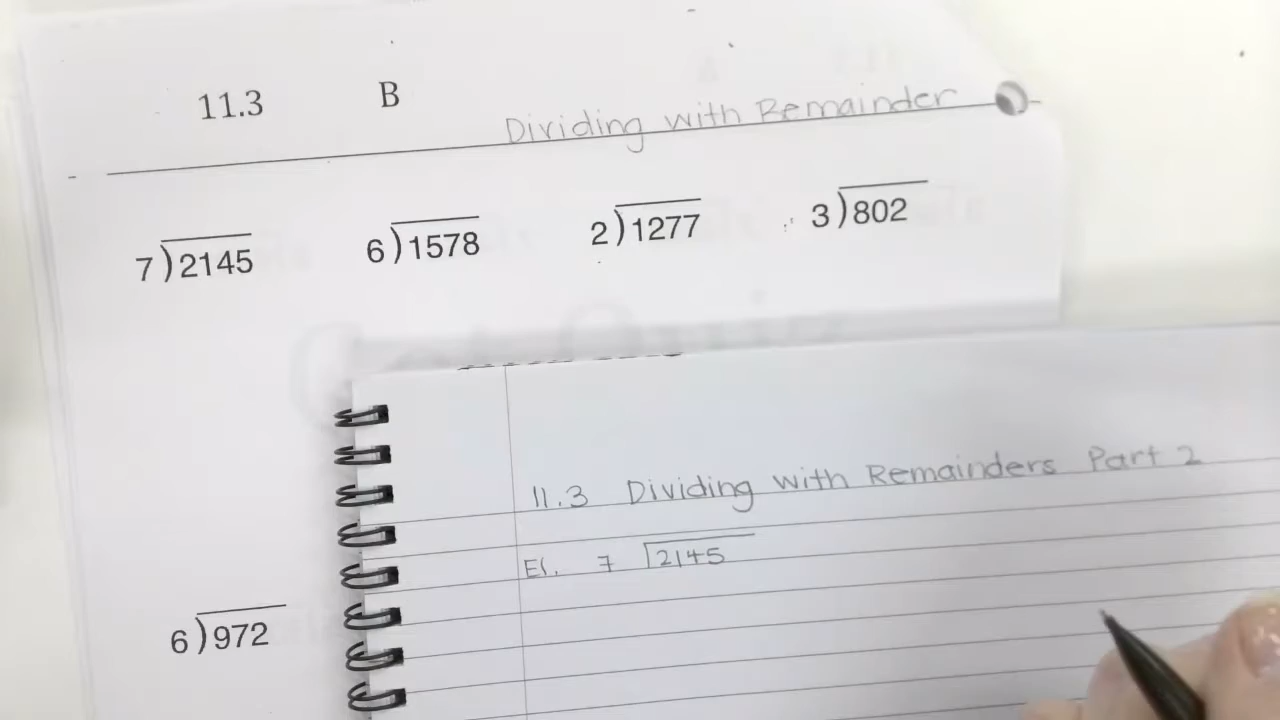 11.3 B
Dividing with Remainder
7)2145 6)1578 2)1277 3)802
11.3 Dividing with Remainders Part 2
E1. 7 2145
6)972